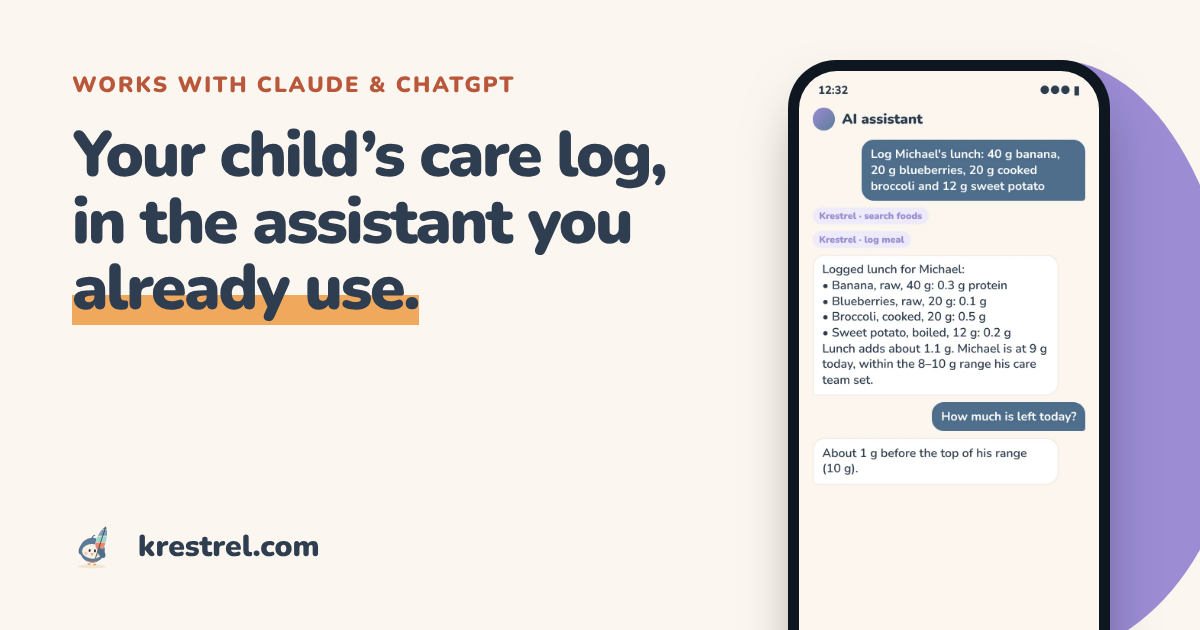 WORKS WITH CLAUDE & CHATGPT
Your child's care log,
in the assistant you
already use.
krestrel.com
12:32
AI assistant
Log Michael's lunch: 40 g banana,
20 g blueberries, 20 g cooked
broccoli and 12 g sweet potato
Krestrel · search foods
Krestrel · log meal
Logged lunch for Michael:
• Banana, raw, 40 g: 0.3 g protein
• Blueberries, raw, 20 g: 0.1 g
• Broccoli, cooked, 20 g: 0.5 g
• Sweet potato, boiled, 12 g: 0.2 g
Lunch adds about 1.1 g. Michael is at 9 g
today, within the 8–10 g range his care
team set.
How much is left today?
About 1 g before the top of his range
(10 g).